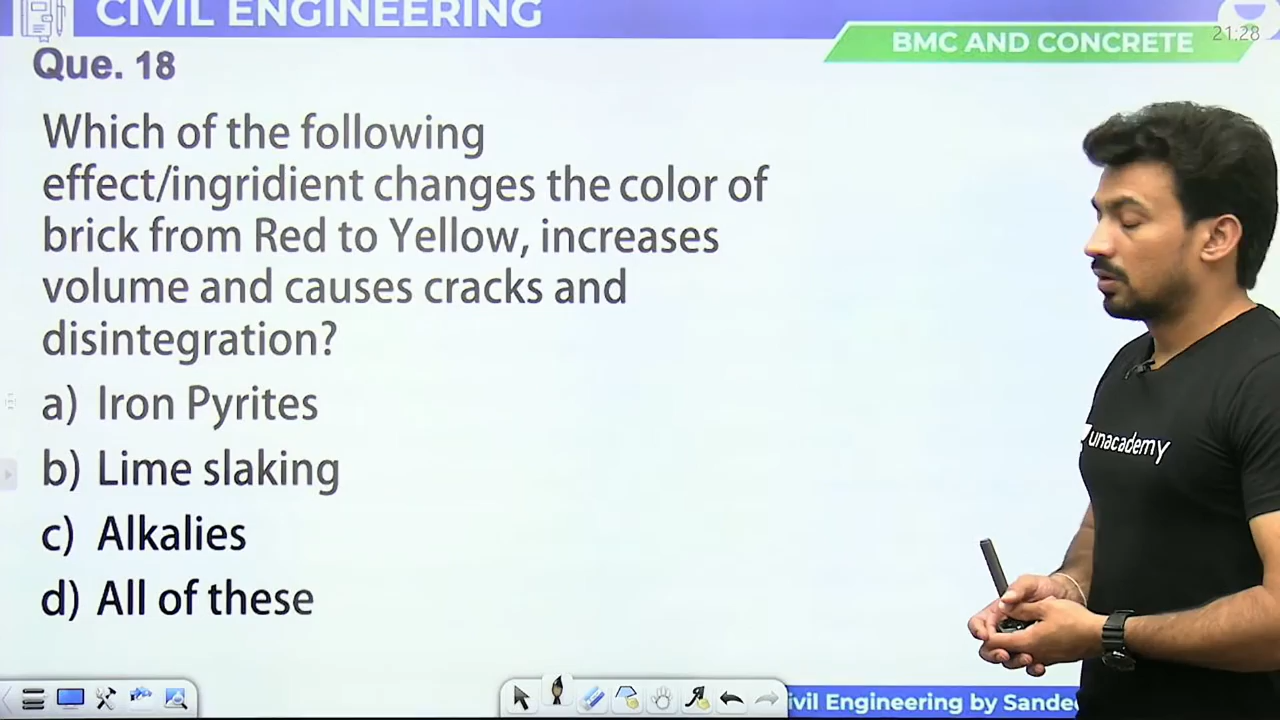 CIVIL ENGINEERING
21:28
BMC AND CONCRETE
Que. 18
Which of the following
effect/ingridient changes the color of
brick from Red to Yellow, increases
volume and causes cracks and
disintegration?
a) Iron Pyrites
b) Lime slaking
c) Alkalies
d) All of these
unacademy
ivil Engineering by Sande